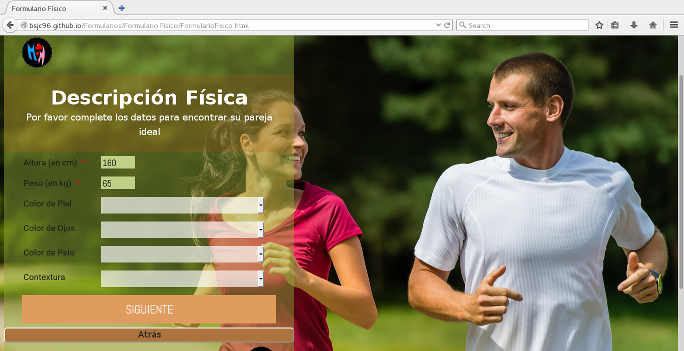 Formulario Físico
bsjc96.github.io/Formularios/Formulario Fisico/FormularioFisico.html
Search
Descripción Física
Por favor complete los datos para encontrar su pareja
ideal
Altura (en cm) * 160
Peso (en kg) * 65
Color de Piel
Color de Ojos
Color de Pelo
Contextura
SIGUIENTE
Atrás